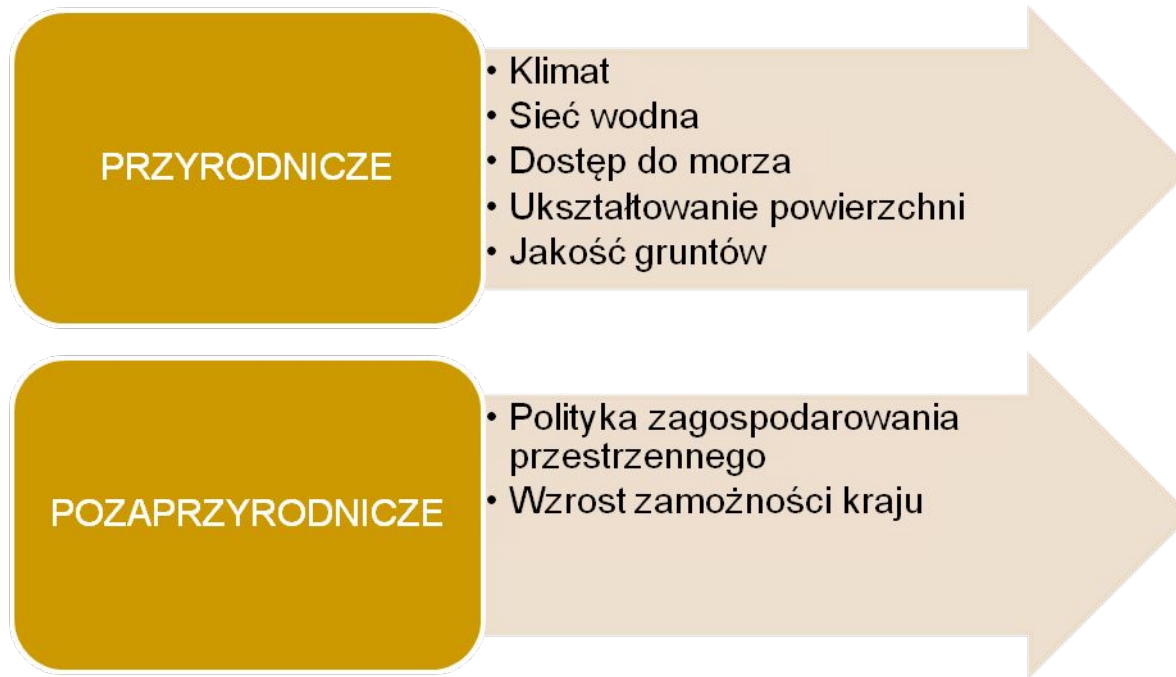 PRZYRODNICZE
• Klimat
• Sieć wodna
• Dostęp do morza
• Ukształtowanie powierzchni
• Jakość gruntów
POZAPRZYRODNICZE
• Polityka zagospodarowania
przestrzennego
• Wzrost zamożności kraju